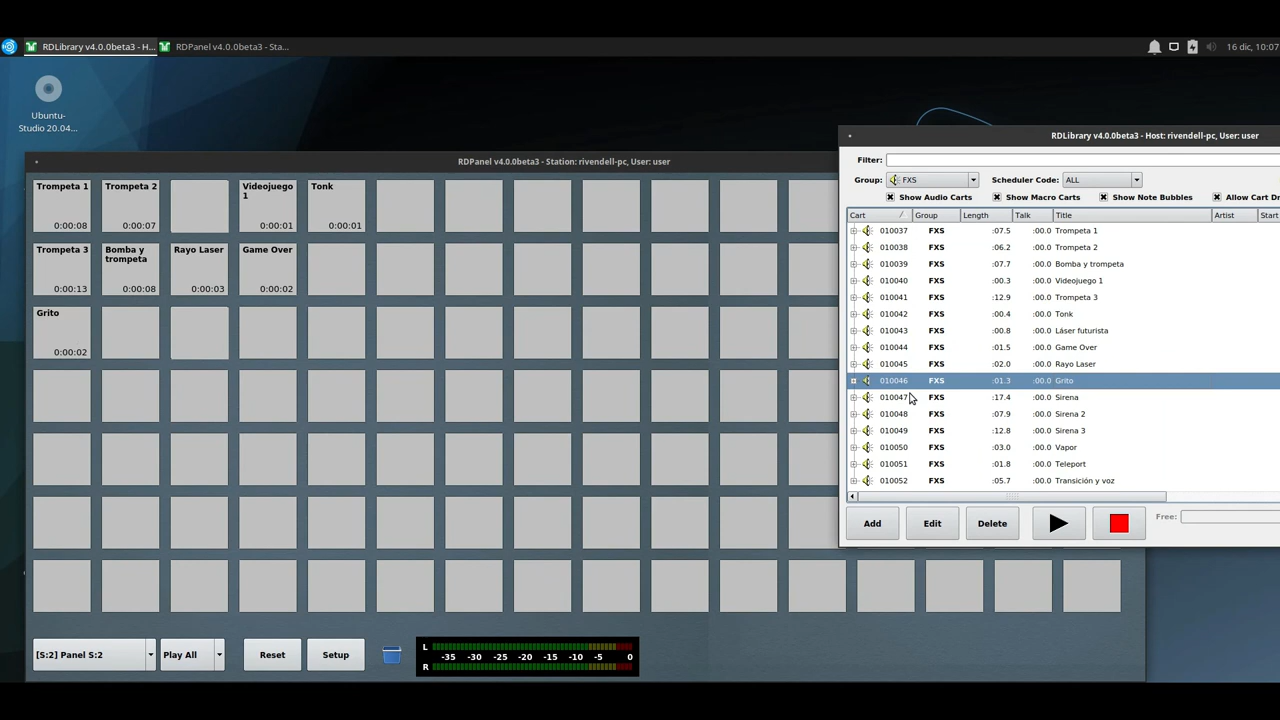 RDLibrary v4.0.0beta3 - H...
RDPanel v4.0.0beta3 - Sta...
16 dic, 10:07
Ubuntu-
Studio 20.04...
RDPanel v4.0.0beta3 - Station: rivendell-pc, User: user
Trompeta 1
0:00:08
Trompeta 2
0:00:07
Videojuego
1
0:00:01
Tonk
0:00:01
Trompeta 3
0:00:13
Bomba y
trompeta
0:00:08
Rayo Laser
0:00:03
Game Over
0:00:02
Grito
0:00:02
[S:2] Panel S:2
Play All
Reset
Setup
L
-35 -30 -25 -20 -15 -10 -5 0
R
RDLibrary v4.0.0beta3 - Host: rivendell-pc, User: user
Filter:
Group: FXS Scheduler Code: ALL
Show Audio Carts Show Macro Carts Show Note Bubbles Allow Cart Dr
Cart Group Length Talk Title Artist Start
010037 FXS :07.5 :00.0 Trompeta 1
010038 FXS :06.2 :00.0 Trompeta 2
010039 FXS :07.7 :00.0 Bomba y trompeta
010040 FXS :00.3 :00.0 Videojuego 1
010041 FXS :12.9 :00.0 Trompeta 3
010042 FXS :00.4 :00.0 Tonk
010043 FXS :00.8 :00.0 Láser futurista
010044 FXS :01.5 :00.0 Game Over
010045 FXS :02.0 :00.0 Rayo Laser
010046 FXS :01.3 :00.0 Grito
010047 FXS :17.4 :00.0 Sirena
010048 FXS :07.9 :00.0 Sirena 2
010049 FXS :12.8 :00.0 Sirena 3
010050 FXS :03.0 :00.0 Vapor
010051 FXS :01.8 :00.0 Teleport
010052 FXS :05.7 :00.0 Transición y voz
Add
Edit
Delete
Free: